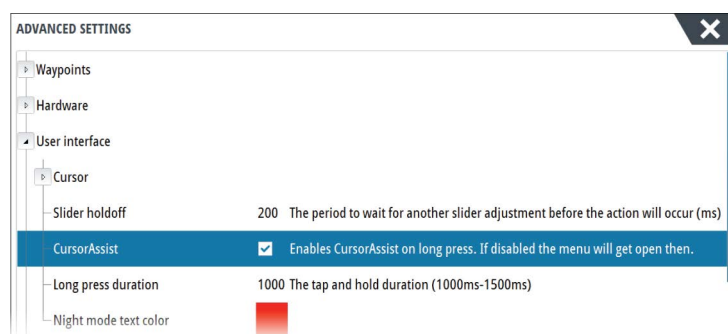 ADVANCED SETTINGS
Waypoints
Hardware
User interface
Cursor
Slider holdoff 200 The period to wait for another slider adjustment before the action will occur (ms)
CursorAssist Enables CursorAssist on long press. If disabled the menu will get open then.
Long press duration 1000 The tap and hold duration (1000ms-1500ms)
Night mode text color